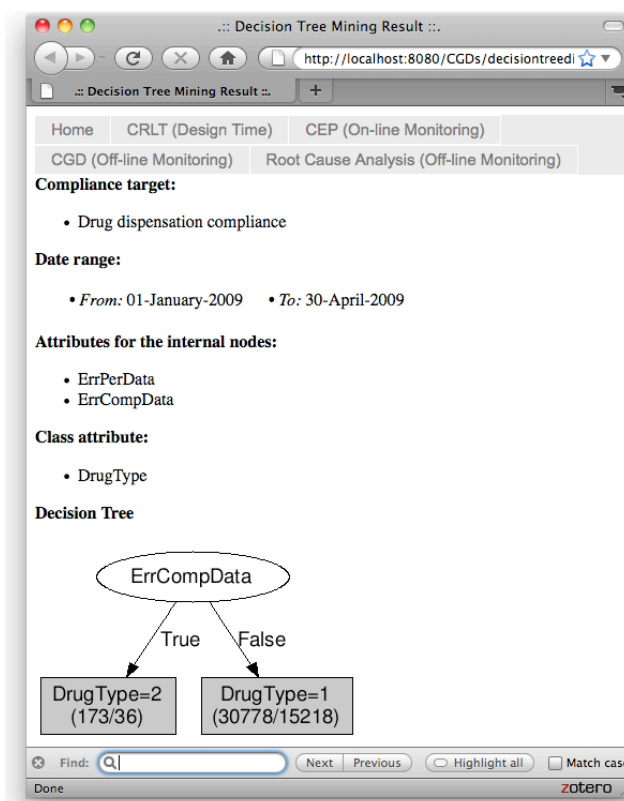 .:: Decision Tree Mining Result ::.
http://localhost:8080/CGDs/decisiontreedi
.:: Decision Tree Mining Result ::.
+
Home CRLT (Design Time) CEP (On-line Monitoring)
CGD (Off-line Monitoring) Root Cause Analysis (Off-line Monitoring)
Compliance target:
• Drug dispensation compliance
Date range:
• From: 01-January-2009 • To: 30-April-2009
Attributes for the internal nodes:
• ErrPerData
• ErrCompData
Class attribute:
• DrugType
Decision Tree
ErrCompData
True False
DrugType=2 DrugType=1
(173/36) (30778/15218)
Find: Next Previous Highlight all Match case
Done zotero